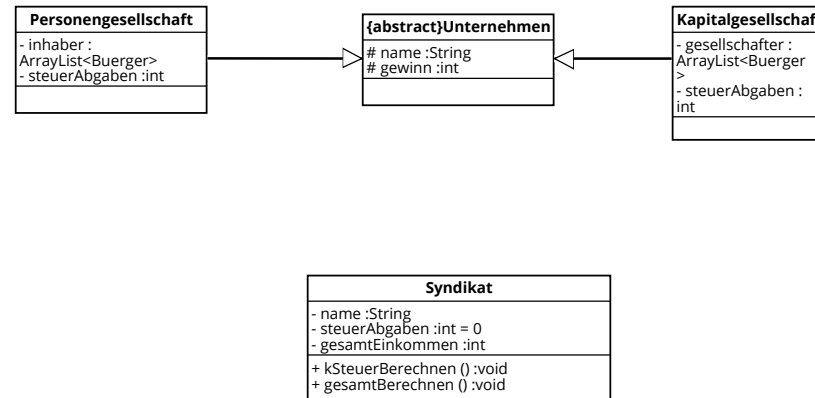 Personengesellschaft
- inhaber :
ArrayList<Buerger>
- steuerAbgaben :int
{abstract}Unternehmen
# name :String
# gewinn :int
Kapitalgesellschaf
- gesellschafter :
ArrayList<Buerger
>
- steuerAbgaben :
int
Syndikat
- name :String
- steuerAbgaben :int = 0
- gesamtEinkommen :int
+ kSteuerBerechnen () :void
+ gesamtBerechnen () :void